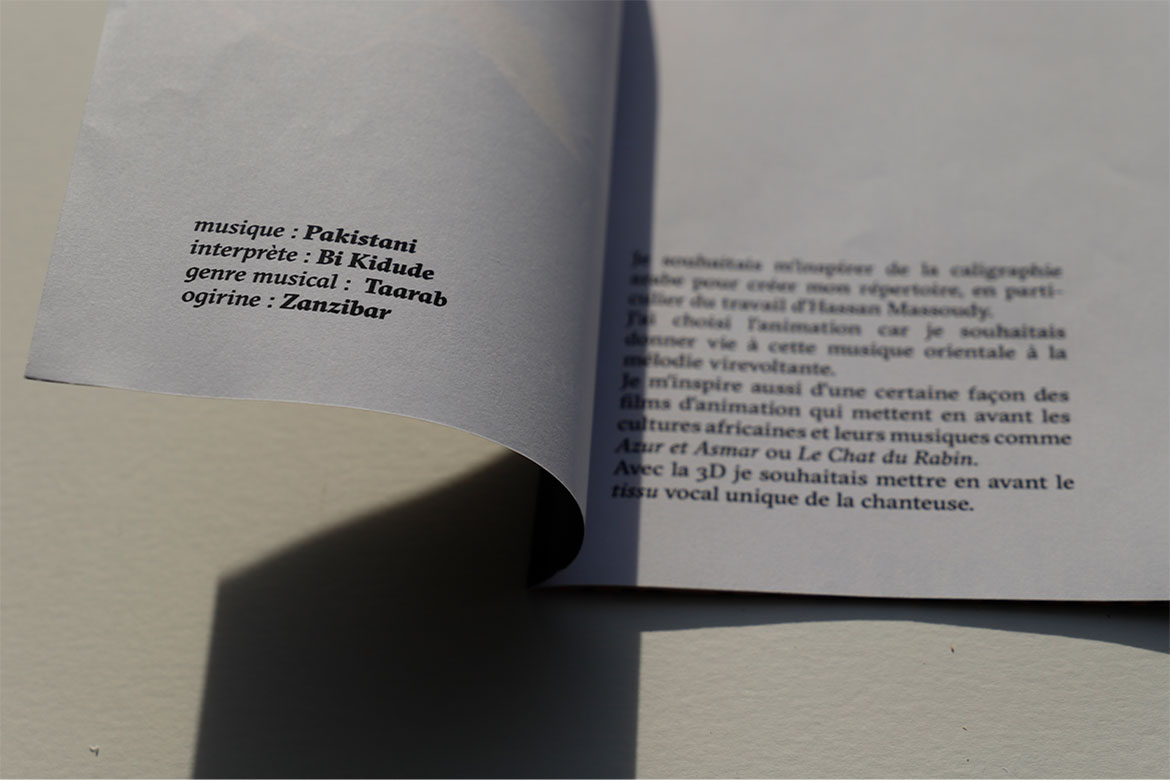 musique : Pakistani
interprète : Bi Kidude
genre musical : Taarab
ogirine : Zanzibar
Je souhaitais m'inspirer de la caligraphie
arabe pour créer mon répertoire, en parti-
culier du travail d'Hassan Massoudy.
J'ai choisi l'animation car je souhaitais
donner vie à cette musique orientale à la
mélodie virevoltante.
Je m'inspire aussi d'une certaine façon des
films d'animation qui mettent en avant les
cultures africaines et leurs musiques comme
Azur et Asmar ou Le Chat du Rabin.
Avec la 3D je souhaitais mettre en avant le
tissu vocal unique de la chanteuse.